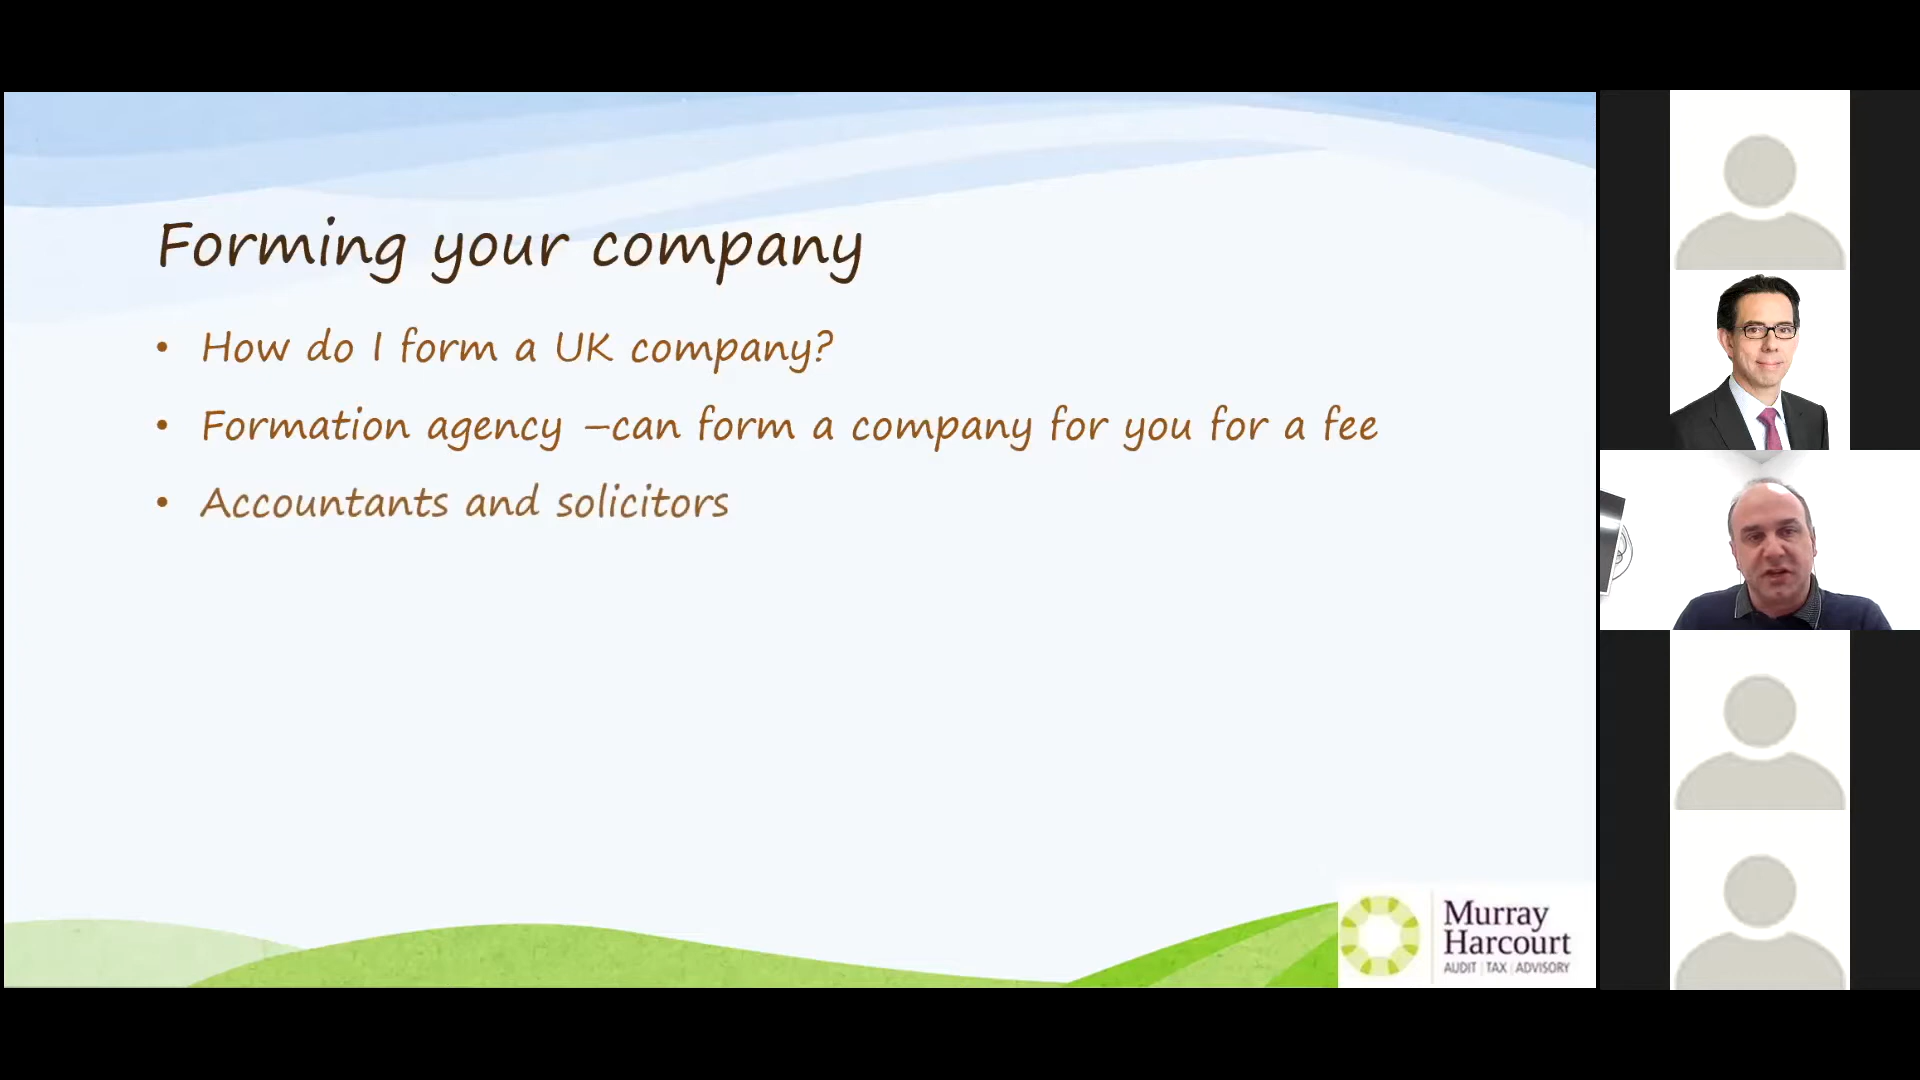 Forming your company
• How do I form a UK company?
• Formation agency –can form a company for you for a fee
• Accountants and solicitors
Murray
Harcourt
AUDIT | TAX | ADVISORY